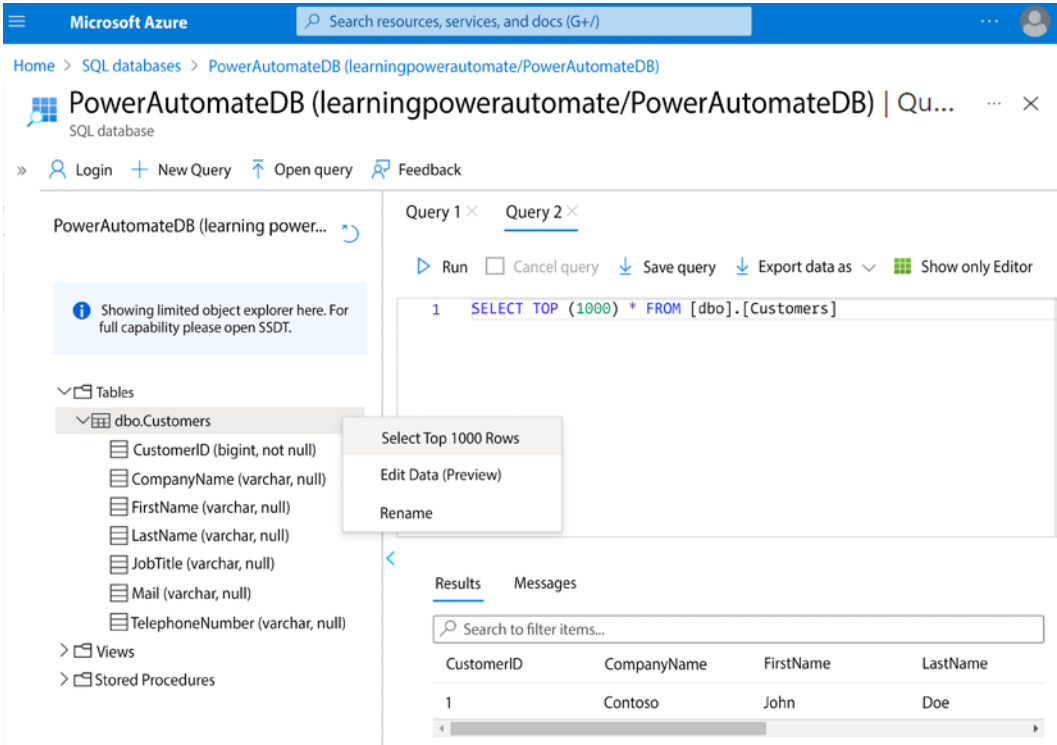 Microsoft Azure
Search resources, services, and docs (G+/)
Home > SQL databases > PowerAutomateDB (learningpowerautomate/PowerAutomateDB)
PowerAutomateDB (learningpowerautomate/PowerAutomateDB) | Qu...
SQL database
Login New Query Open query Feedback
PowerAutomateDB (learning power...
Showing limited object explorer here. For
full capability please open SSDT.
Tables
dbo.Customers
CustomerID (bigint, not null)
CompanyName (varchar, null)
FirstName (varchar, null)
LastName (varchar, null)
JobTitle (varchar, null)
Mail (varchar, null)
TelephoneNumber (varchar, null)
Views
Stored Procedures
Select Top 1000 Rows
Edit Data (Preview)
Rename
Query 1 Query 2
Run Cancel query Save query Export data as Show only Editor
1 SELECT TOP (1000) * FROM [dbo].[Customers]
Results Messages
Search to filter items...
CustomerID CompanyName FirstName LastName
1 Contoso John Doe